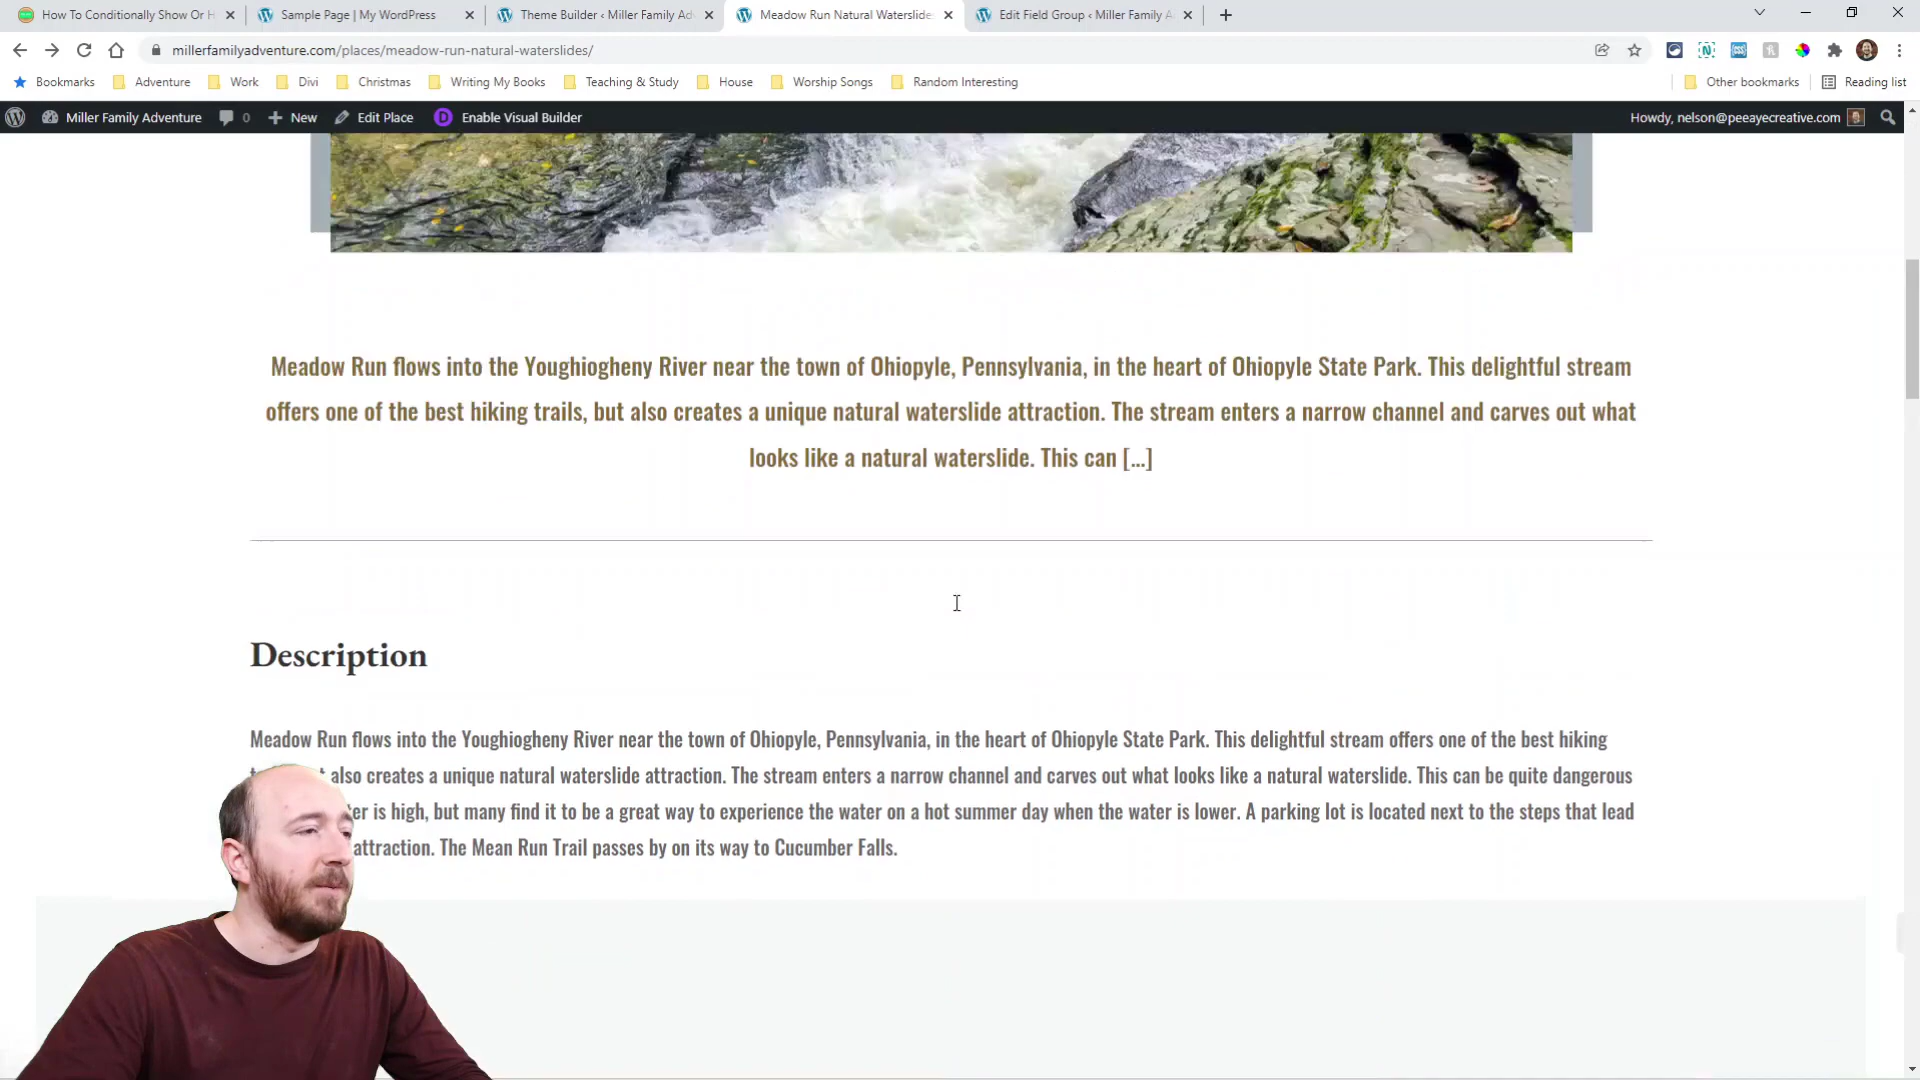 How To Conditionally Show Or H
Sample Page | My WordPress
Theme Builder ‹ Miller Family Ad
Meadow Run Natural Waterslides
Edit Field Group ‹ Miller Family A
millerfamilyadventure.com/places/meadow-run-natural-waterslides/
Bookmarks Adventure Work Divi Christmas Writing My Books Teaching & Study House Worship Songs Random Interesting Other bookmarks Reading list
Miller Family Adventure 0 New Edit Place D Enable Visual Builder Howdy, nelson@peeayecreative.com
Meadow Run flows into the Youghiogheny River near the town of Ohiopyle, Pennsylvania, in the heart of Ohiopyle State Park. This delightful stream
offers one of the best hiking trails, but also creates a unique natural waterslide attraction. The stream enters a narrow channel and carves out what
looks like a natural waterslide. This can [...]
Description
Meadow Run flows into the Youghiogheny River near the town of Ohiopyle, Pennsylvania, in the heart of Ohiopyle State Park. This delightful stream offers one of the best hiking
also creates a unique natural waterslide attraction. The stream enters a narrow channel and carves out what looks like a natural waterslide. This can be quite dangerous
is high, but many find it to be a great way to experience the water on a hot summer day when the water is lower. A parking lot is located next to the steps that lead
attraction. The Mean Run Trail passes by on its way to Cucumber Falls.